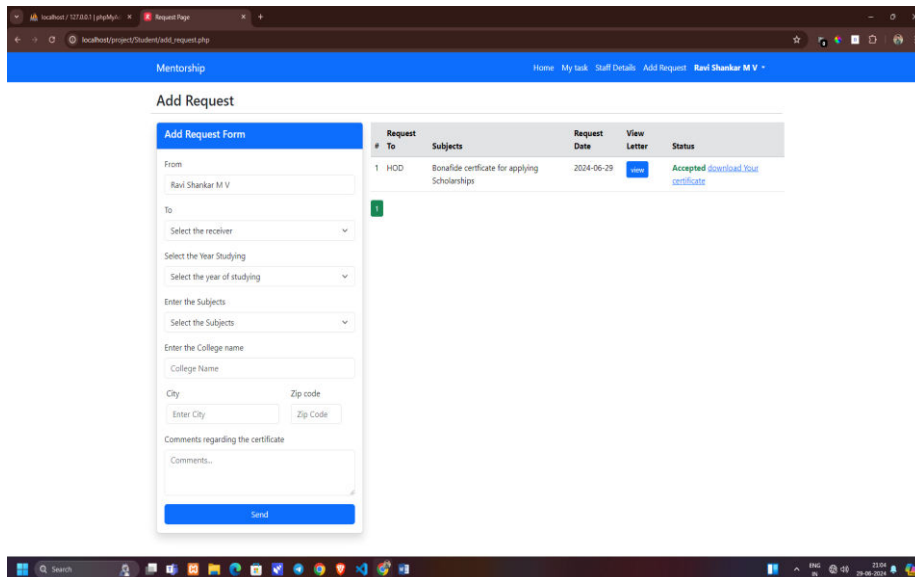 localhost / 127.0.0.1 | phpMyA
Request Page
localhost/project/Student/add_request.php
Mentorship
Home My task Staff Details Add Request Ravi Shankar M V
Add Request
Add Request Form
From
Ravi Shankar M V
To
Select the receiver
Select the Year Studying
Select the year of studying
Enter the Subjects
Select the Subjects
Enter the College name
College Name
City Zip code
Enter City Zip Code
Comments regarding the certificate
Comments...
Send
# Request To Subjects Request Date View Letter Status
1 HOD Bonafide certficate for applying 2024-06-29 view Accepted download Your
Scholarships certificate
1
Search
ENG
IN
21:04
29-06-2024